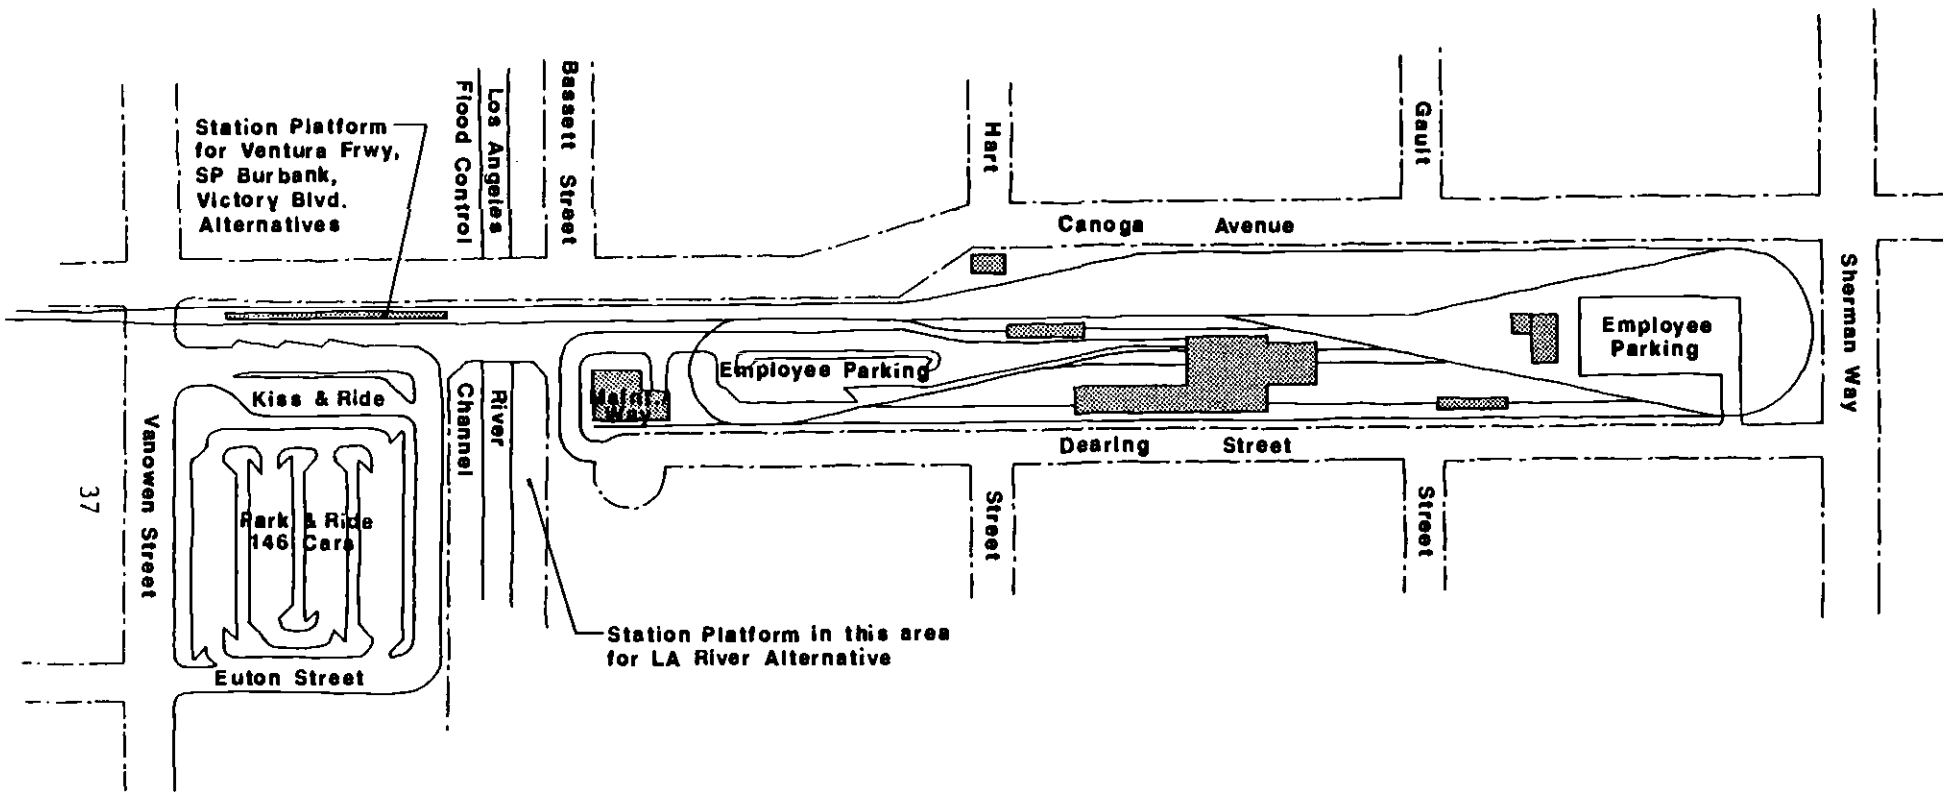 Station Platform
for Ventura Frwy,
SP Burbank,
Victory Blvd.
Alternatives
Los Angeles
Flood Control
Bassett Street
Hart
Gault
Canoga Avenue
Sherman Way
Employee
Parking
Employee Parking
Kiss & Ride
Maint.
Way
River
Channel
Vanowen Street
Dearing Street
Street
Street
Park & Ride
146 Cars
Station Platform in this area
for LA River Alternative
Euton Street
37